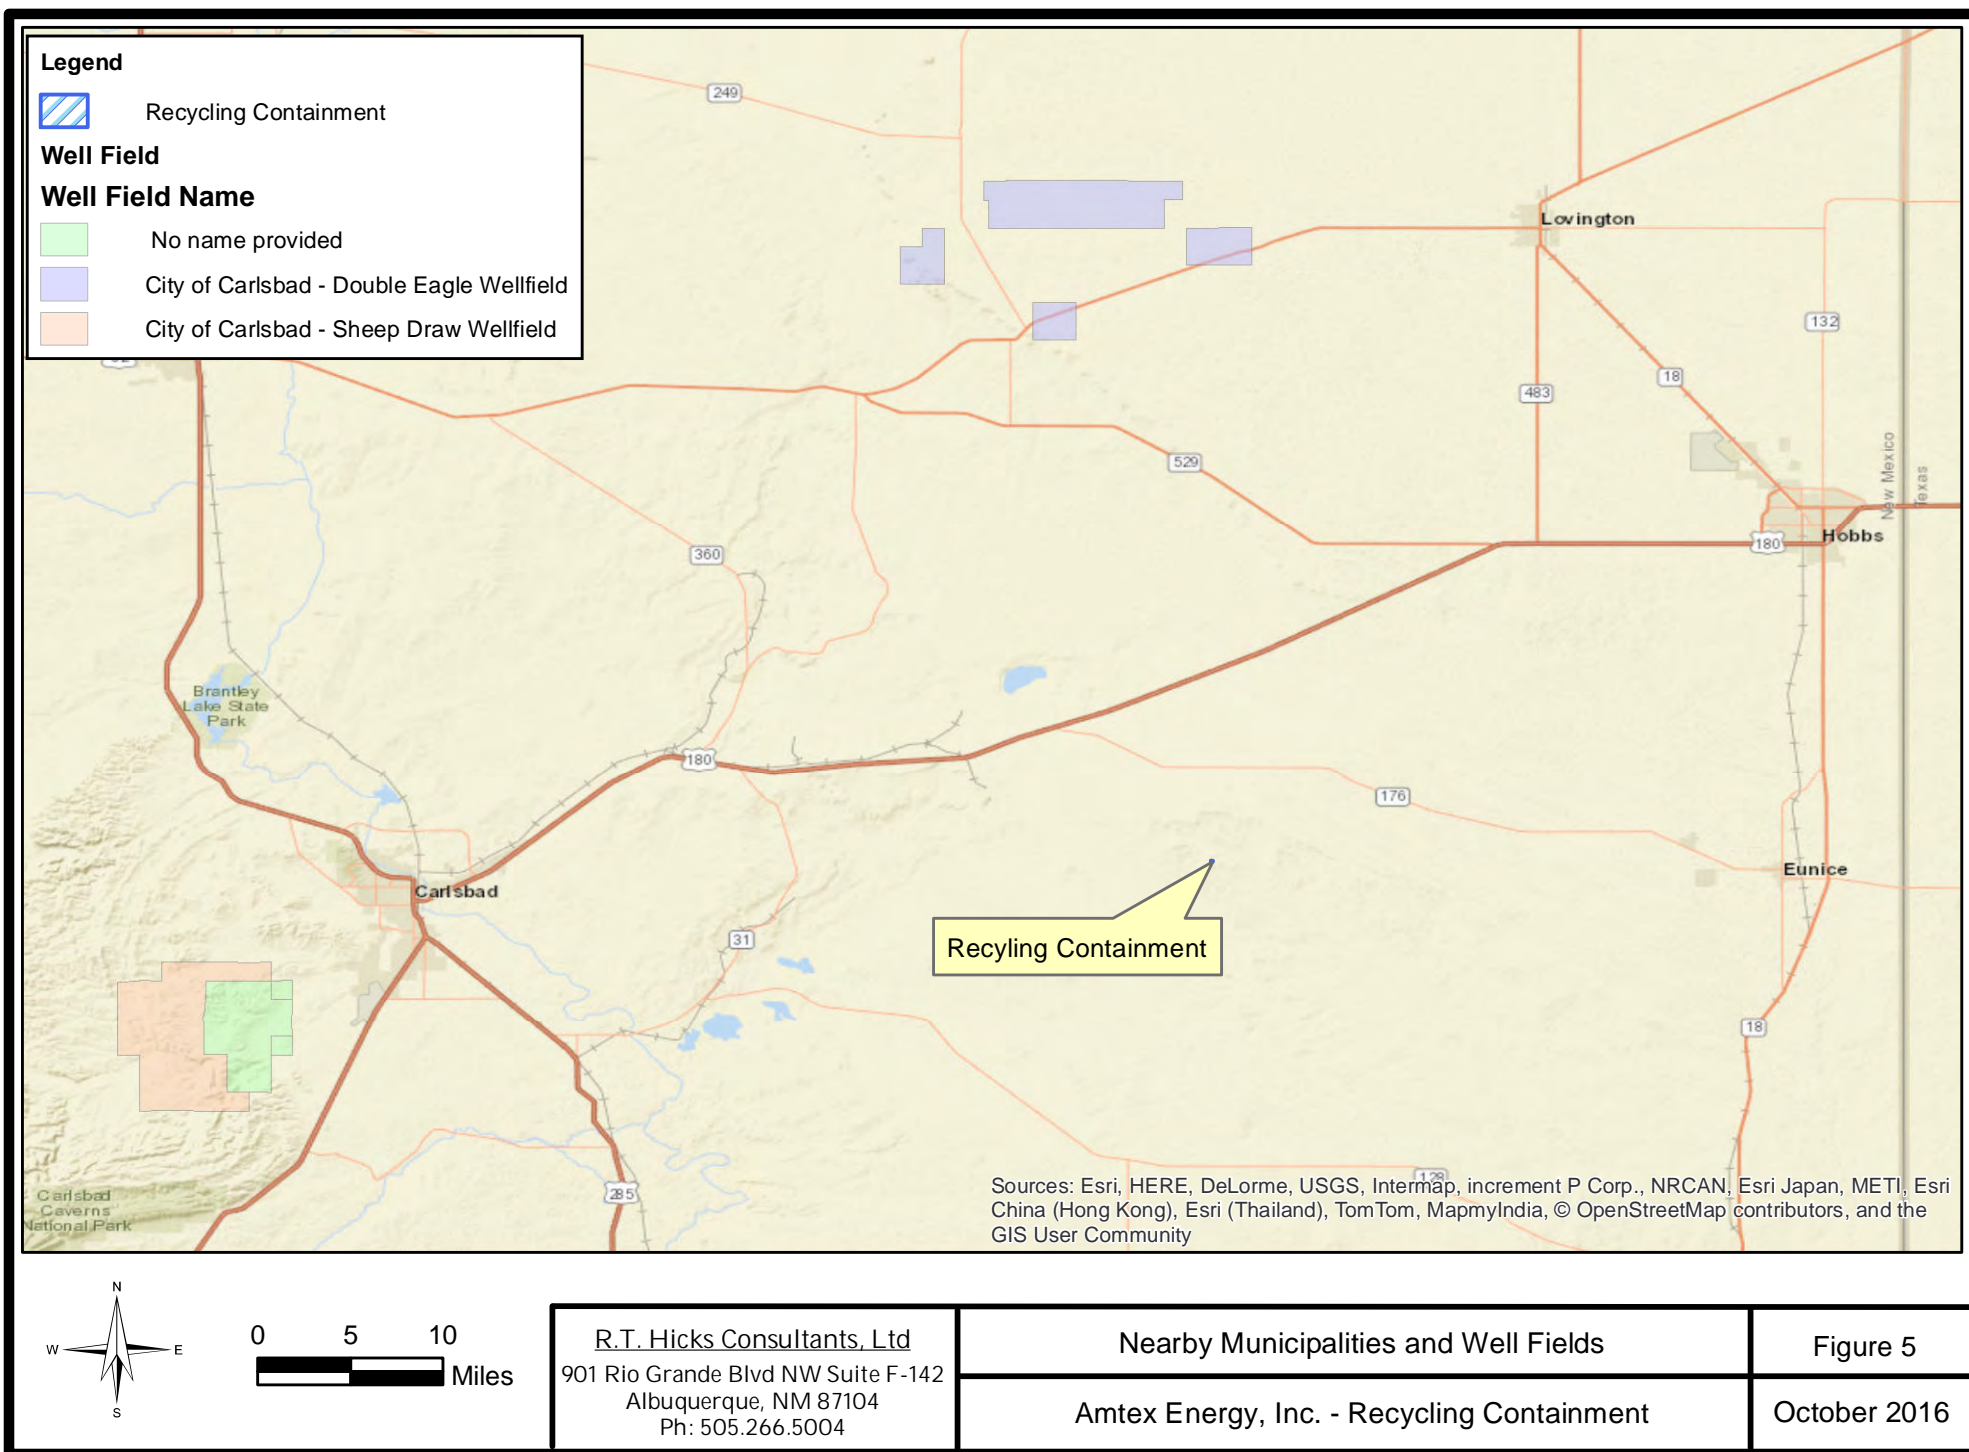 Legend
Recycling Containment
Well Field
Well Field Name
No name provided
City of Carlsbad - Double Eagle Wellfield
City of Carlsbad - Sheep Draw Wellfield
249
Lovington
132
18
483
529
New Mexico
Texas
Hobbs
180
360
Brantley
Lake State
Park
180
176
Eunice
Carlsbad
31
Recyling Containment
18
128
285
Carlsbad
Caverns
National Park
Sources: Esri, HERE, DeLorme, USGS, Intermap, increment P Corp., NRCAN, Esri Japan, METI, Esri
China (Hong Kong), Esri (Thailand), TomTom, MapmyIndia, © OpenStreetMap contributors, and the
GIS User Community
N
W E
S
0 5 10
Miles
R.T. Hicks Consultants, Ltd
901 Rio Grande Blvd NW Suite F-142
Albuquerque, NM 87104
Ph: 505.266.5004
Nearby Municipalities and Well Fields
Amtex Energy, Inc. - Recycling Containment
Figure 5
October 2016